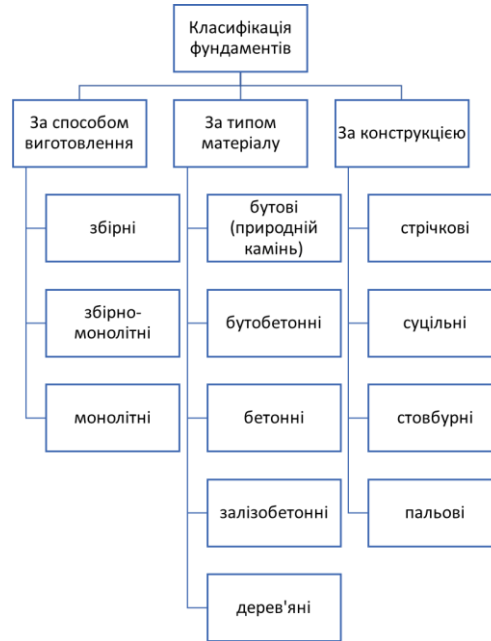 Класифікація
фундаментів
За способом
виготовлення
За типом
матеріалу
За конструкцією
збірні
збірно-
монолітні
монолітні
бутові
(природній
камінь)
бутобетонні
бетонні
залізобетонні
дерев'яні
стрічкові
суцільні
стовбурні
пальові